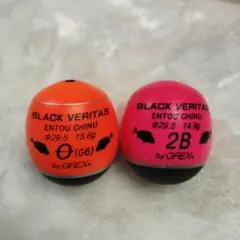 BLACK VERITAS
ENTOU CHINU
Φ29.5 15.6g
0(G6)
by GREX+
BLACK VERITAS
ENTOU CHINU
Φ29.5 14.9g
2B
by GREX+